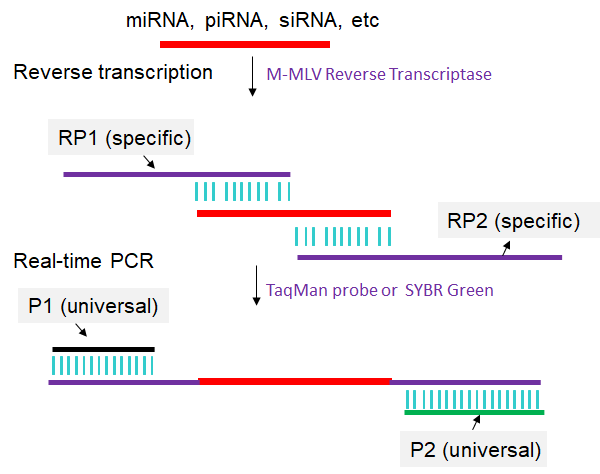 miRNA, piRNA, siRNA, etc
Reverse transcription
M-MLV Reverse Transcriptase
RP1 (specific)
RP2 (specific)
Real-time PCR
TaqMan probe or SYBR Green
P1 (universal)
P2 (universal)